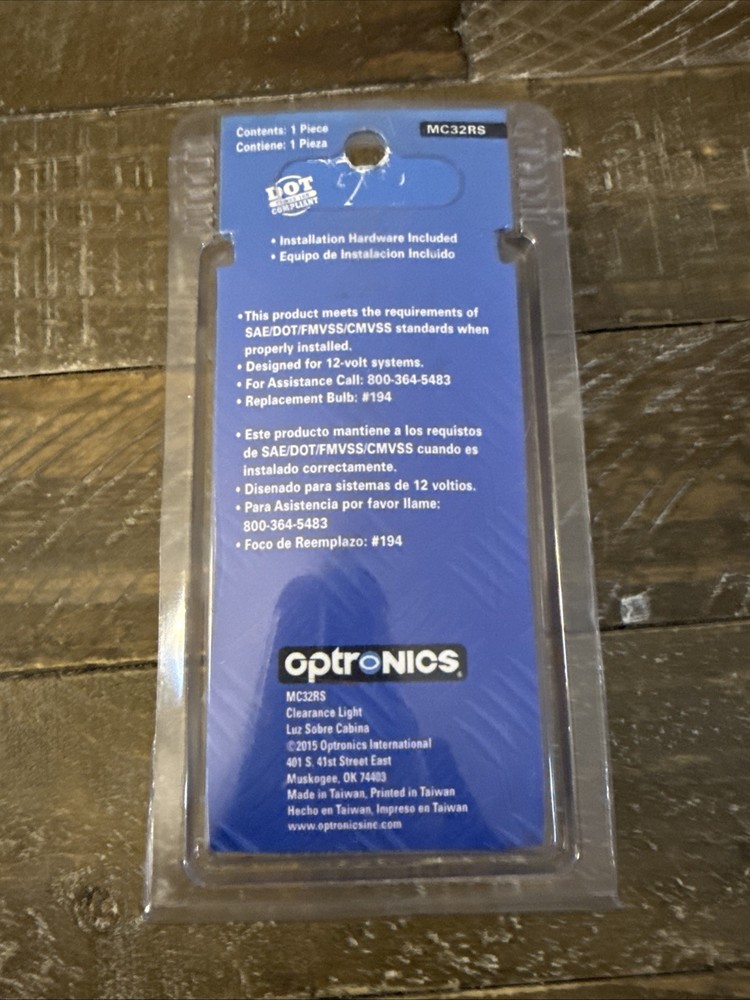 Contents: 1 Piece
Contiene: 1 Pieza
MC32RS
DOT
COMPLIANT
• Installation Hardware Included
• Equipo de Instalacion Incluido
• This product meets the requirements of
SAE/DOT/FMVSS/CMVSS standards when
properly installed.
• Designed for 12-volt systems.
• For Assistance Call: 800-364-5483
• Replacement Bulb: #194
• Este producto mantiene a los requistos
de SAE/DOT/FMVSS/CMVSS cuando es
instalado correctamente.
• Disenado para sistemas de 12 voltios.
• Para Asistencia por favor llame:
800-364-5483
• Foco de Reemplazo: #194
optronics®
MC32RS
Clearance Light
Luz Sobre Cabina
©2015 Optronics International
401 S. 41st Street East
Muskogee, OK 74403
Made in Taiwan, Printed in Taiwan
Hecho en Taiwan, Impreso en Taiwan
www.optronicsinc.com